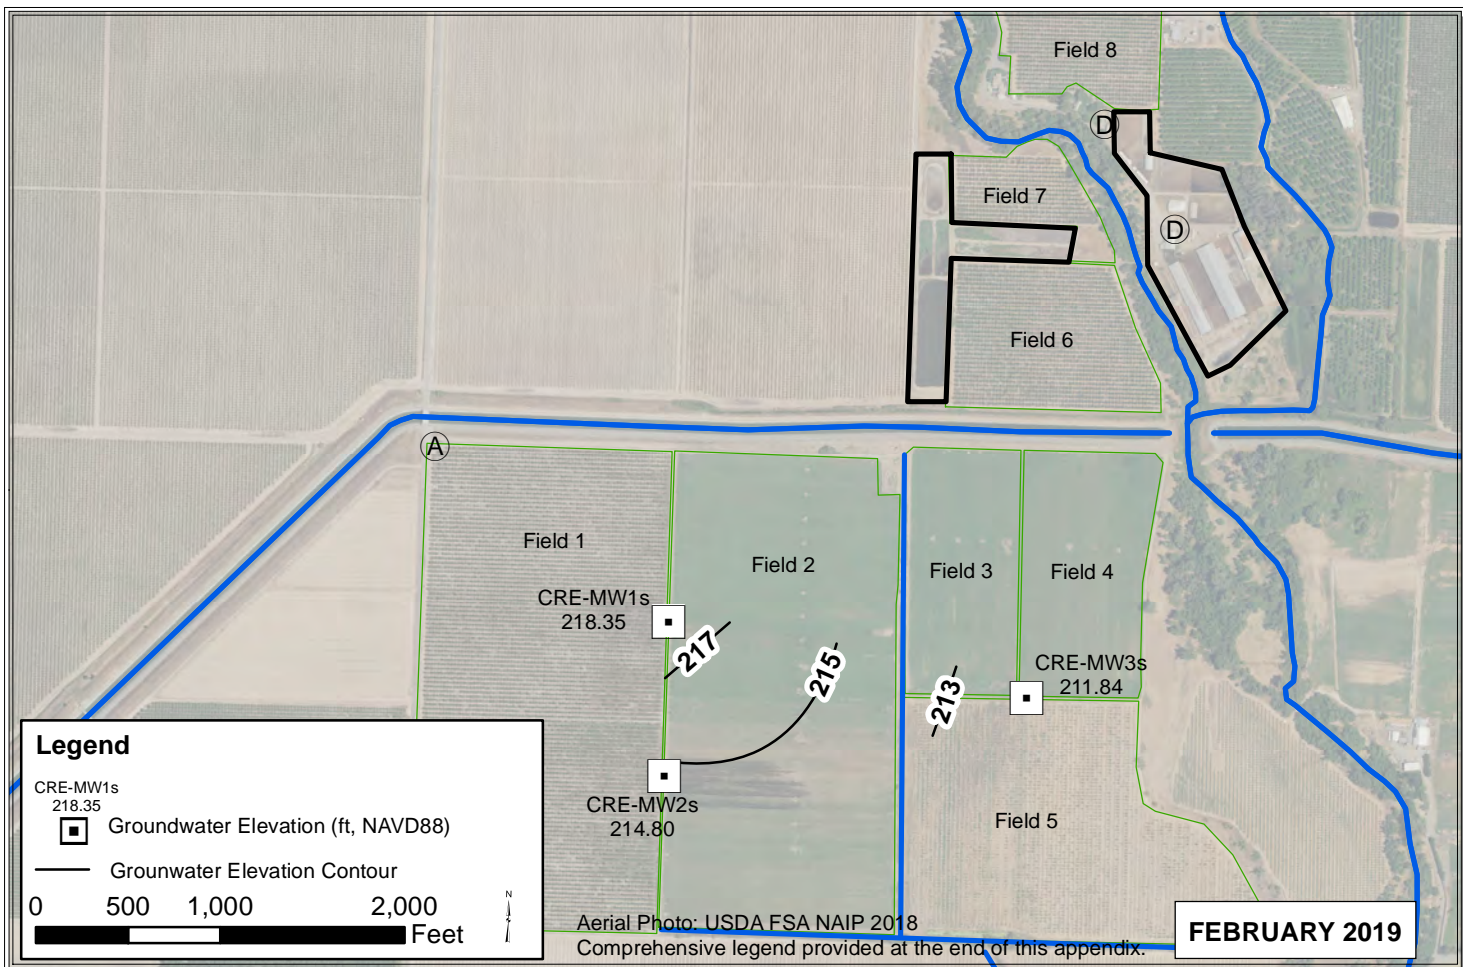 Field 8
D
Field 7
D
Field 6
A
Field 1
Field 2
Field 3
Field 4
CRE-MW1s
218.35
217
215
CRE-MW3s
211.84
213
CRE-MW2s
214.80
Field 5
Legend
CRE-MW1s
218.35
Groundwater Elevation (ft, NAVD88)
Grounwater Elevation Contour
0 500 1,000 2,000
Feet
N
Aerial Photo: USDA FSA NAIP 2018
Comprehensive legend provided at the end of this appendix.
FEBRUARY 2019